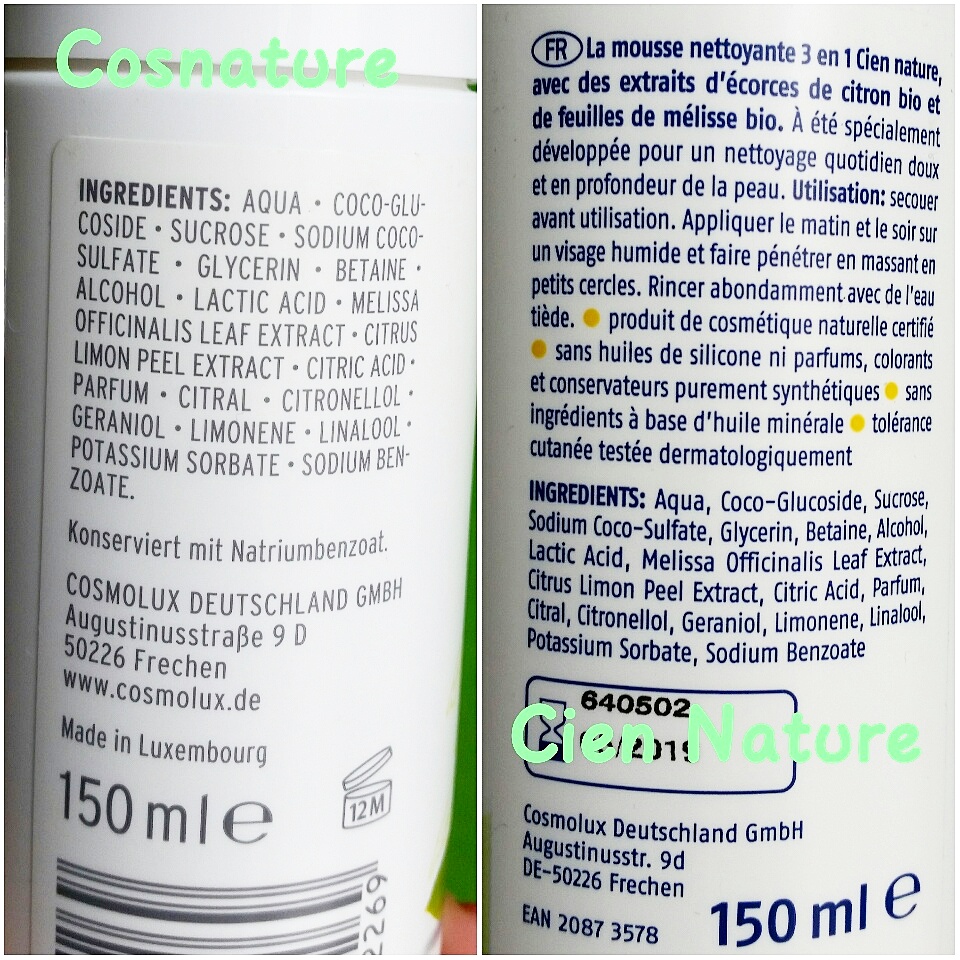 Cosnature
INGREDIENTS: AQUA • COCO-GLU-
COSIDE • SUCROSE • SODIUM COCO-
SULFATE • GLYCERIN • BETAINE •
ALCOHOL • LACTIC ACID • MELISSA
OFFICINALIS LEAF EXTRACT • CITRUS
LIMON PEEL EXTRACT • CITRIC ACID •
PARFUM • CITRAL • CITRONELLOL •
GERANIOL • LIMONENE • LINALOOL •
POTASSIUM SORBATE • SODIUM BEN-
ZOATE.
Konserviert mit Natriumbenzoat.
COSMOLUX DEUTSCHLAND GMBH
Augustinusstraße 9 D
50226 Frechen
www.cosmolux.de
Made in Luxembourg
150 ml e
12 M
2269
FR La mousse nettoyante 3 en 1 Cien nature,
avec des extraits d'écorces de citron bio et
de feuilles de mélisse bio. À été spécialement
développée pour un nettoyage quotidien doux
et en profondeur de la peau. Utilisation: secouer
avant utilisation. Appliquer le matin et le soir sur
un visage humide et faire pénétrer en massant en
petits cercles. Rincer abondamment avec de l'eau
tiède. • produit de cosmétique naturelle certifié
• sans huiles de silicone ni parfums, colorants
et conservateurs purement synthétiques • sans
ingrédients à base d'huile minérale • tolérance
cutanée testée dermatologiquement
INGREDIENTS: Aqua, Coco-Glucoside, Sucrose,
Sodium Coco-Sulfate, Glycerin, Betaine, Alcohol,
Lactic Acid, Melissa Officinalis Leaf Extract,
Citrus Limon Peel Extract, Citric Acid, Parfum,
Citral, Citronellol, Geraniol, Limonene, Linalool,
Potassium Sorbate, Sodium Benzoate
640502
Cien Nature
Cosmolux Deutschland GmbH
Augustinusstr. 9d
DE-50226 Frechen
EAN 2087 3578
150 ml e